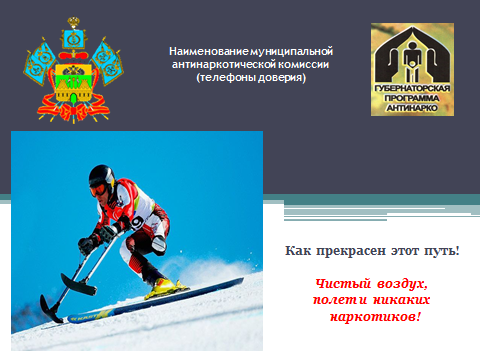 Наименование муниципальной
антинаркотической комиссии
(телефоны доверия)
ГУБЕРНАТОРСКАЯ
ПРОГРАММА
АНТИНАРКО
Как прекрасен этот путь!
Чистый воздух,
полет и никаких
наркотиков!